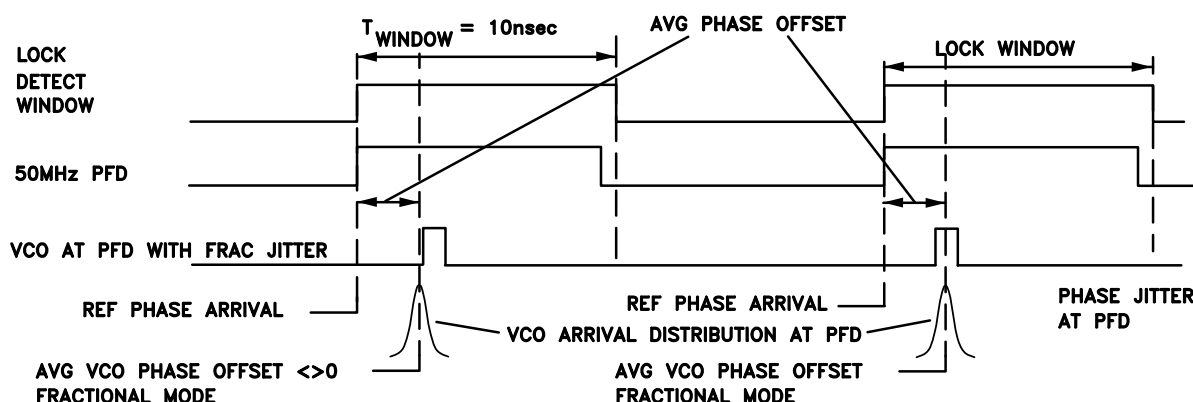 T WINDOW = 10nsec
AVG PHASE OFFSET
LOCK
DETECT
WINDOW
LOCK WINDOW
50MHz PFD
VCO AT PFD WITH FRAC JITTER
REF PHASE ARRIVAL
REF PHASE ARRIVAL
PHASE JITTER
AT PFD
VCO ARRIVAL DISTRIBUTION AT PFD
AVG VCO PHASE OFFSET <>0
FRACTIONAL MODE
AVG VCO PHASE OFFSET
FRACTIONAL MODE